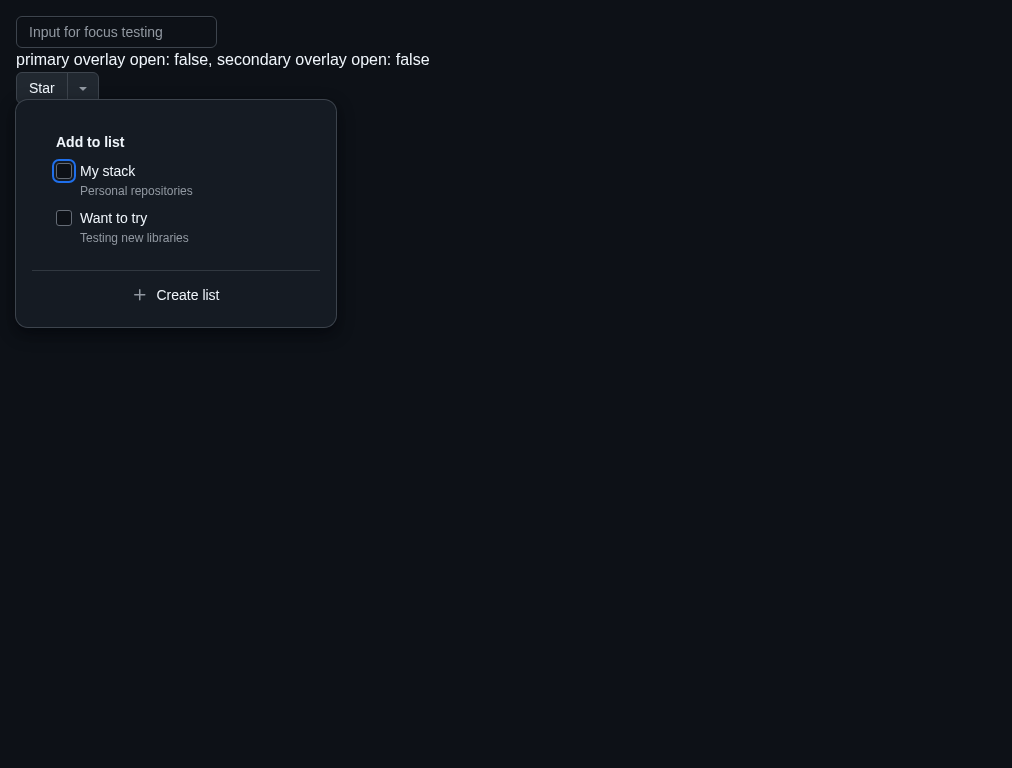 Input for focus testing
primary overlay open: false, secondary overlay open: false
Star
Add to list
My stack
Personal repositories
Want to try
Testing new libraries
Create list